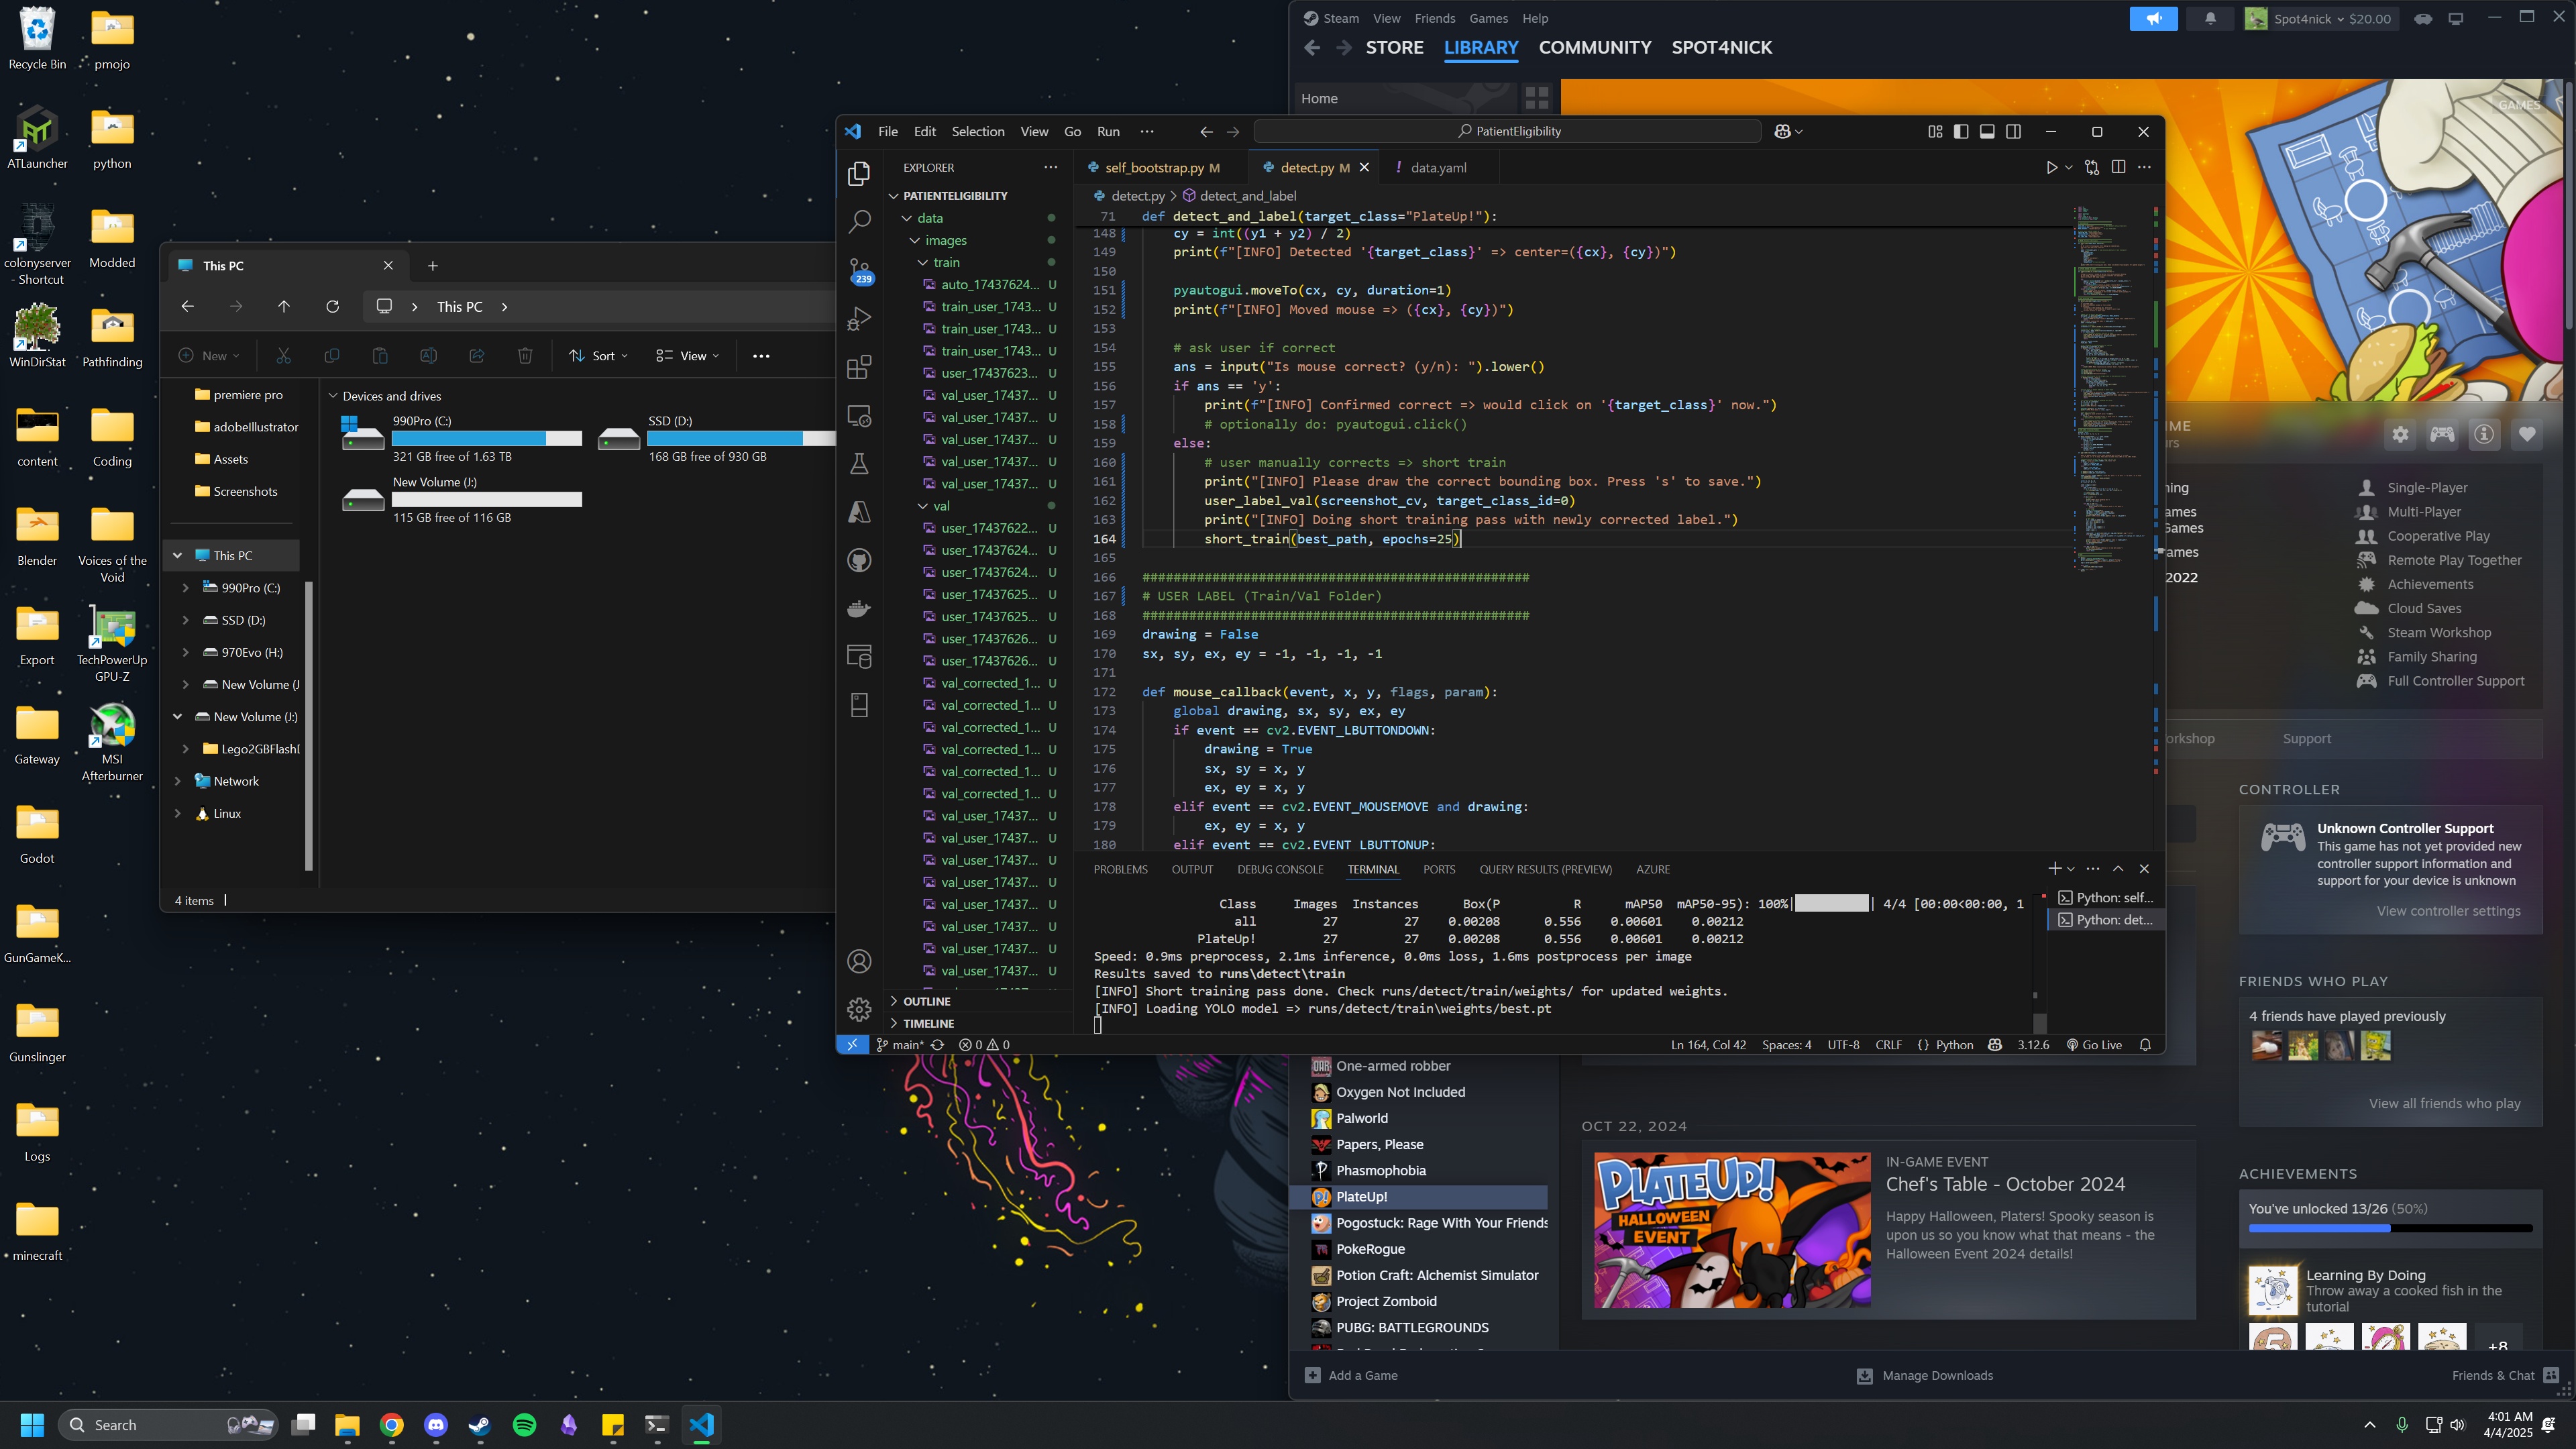 Recycle Bin
pmojo
ATLauncher
python
colonyserver - Shortcut
Modded
WinDirStat
Pathfinding
content
Coding
Blender
Voices of the Void
Export
TechPowerUp GPU-Z
Gateway
MSI Afterburner
Godot
GunGameK...
Gunslinger
Logs
minecraft
This PC
This PC
New
Sort
View
premiere pro
adobeIllustrator
Assets
Screenshots
This PC
990Pro (C:)
SSD (D:)
970Evo (H:)
New Volume (J
New Volume (J:)
Network
Linux
Devices and drives
990Pro (C:)
321 GB free of 1.63 TB
SSD (D:)
168 GB free of 930 GB
New Volume (J:)
115 GB free of 116 GB
4 items
File Edit Selection View Go Run ...
PatientEligibility
EXPLORER
PATIENTELIGIBILITY
data
images
train
auto_17437624... U
train_user_1743... U
train_user_1743... U
train_user_1743... U
user_17437623... U
val_user_17437... U
val_user_17437... U
val_user_17437... U
val_user_17437... U
val_user_17437... U
val
user_17437622... U
user_17437624... U
user_17437624... U
user_17437625... U
user_17437625... U
user_17437626... U
user_17437626... U
val_corrected_1... U
val_corrected_1... U
val_corrected_1... U
val_corrected_1... U
val_corrected_1... U
val_corrected_1... U
val_user_17437... U
val_user_17437... U
val_user_17437... U
val_user_17437... U
val_user_17437... U
val_user_17437... U
val_user_17437... U
val_user_17437... U
OUTLINE
TIMELINE
239
self_bootstrap.py M
detect.py M
! data.yaml
detect.py > detect_and_label
71 def detect_and_label(target_class="PlateUp!"):
148 cy = int((y1 + y2) / 2)
149 print(f"[INFO] Detected '{target_class}' => center=({cx}, {cy})")
150
151 pyautogui.moveTo(cx, cy, duration=1)
152 print(f"[INFO] Moved mouse => ({cx}, {cy})")
153
154 # ask user if correct
155 ans = input("Is mouse correct? (y/n): ").lower()
156 if ans == 'y':
157 print(f"[INFO] Confirmed correct => would click on '{target_class}' now.")
158 # optionally do: pyautogui.click()
159 else:
160 # user manually corrects => short train
161 print("[INFO] Please draw the correct bounding box. Press 's' to save.")
162 user_label_val(screenshot_cv, target_class_id=0)
163 print("[INFO] Doing short training pass with newly corrected label.")
164 short_train(best_path, epochs=25)
165
166 ##################################################
167 # USER LABEL (Train/Val Folder)
168 ##################################################
169 drawing = False
170 sx, sy, ex, ey = -1, -1, -1, -1
171
172 def mouse_callback(event, x, y, flags, param):
173 global drawing, sx, sy, ex, ey
174 if event == cv2.EVENT_LBUTTONDOWN:
175 drawing = True
176 sx, sy = x, y
177 ex, ey = x, y
178 elif event == cv2.EVENT_MOUSEMOVE and drawing:
179 ex, ey = x, y
180 elif event == cv2.EVENT_LBUTTONUP:
PROBLEMS OUTPUT DEBUG CONSOLE TERMINAL PORTS QUERY RESULTS (PREVIEW) AZURE
Class Images Instances Box(P R mAP50 mAP50-95): 100%| | 4/4 [00:00<00:00, 1
all 27 27 0.00208 0.556 0.00601 0.00212
PlateUp! 27 27 0.00208 0.556 0.00601 0.00212
Speed: 0.9ms preprocess, 2.1ms inference, 0.0ms loss, 1.6ms postprocess per image
Results saved to runs\detect\train
[INFO] Short training pass done. Check runs/detect/train/weights/ for updated weights.
[INFO] Loading YOLO model => runs/detect/train\weights/best.pt
Python: self...
Python: det...
main* 0 0
Ln 164, Col 42 Spaces: 4 UTF-8 CRLF {} Python 3.12.6 Go Live
Steam View Friends Games Help
Spot4nick $20.00
STORE LIBRARY COMMUNITY SPOT4NICK
Home
GAMES
2022
Single-Player
Multi-Player
Cooperative Play
Remote Play Together
Achievements
Cloud Saves
Steam Workshop
Family Sharing
Full Controller Support
Support
CONTROLLER
Unknown Controller Support
This game has not yet provided new
controller support information and
support for your device is unknown
View controller settings
FRIENDS WHO PLAY
4 friends have played previously
View all friends who play
ACHIEVEMENTS
You've unlocked 13/26 (50%)
Learning By Doing
Throw away a cooked fish in the
tutorial
+8
One-armed robber
Oxygen Not Included
Palworld
Papers, Please
Phasmophobia
PlateUp!
Pogostuck: Rage With Your Friends
PokeRogue
Potion Craft: Alchemist Simulator
Project Zomboid
PUBG: BATTLEGROUNDS
OCT 22, 2024
PLATEUP!
HALLOWEEN
EVENT
IN-GAME EVENT
Chef's Table - October 2024
Happy Halloween, Platers! Spooky season is
upon us so you know what that means - the
Halloween Event 2024 details!
Add a Game
Manage Downloads
Friends & Chat
Search
4:01 AM
4/4/2025